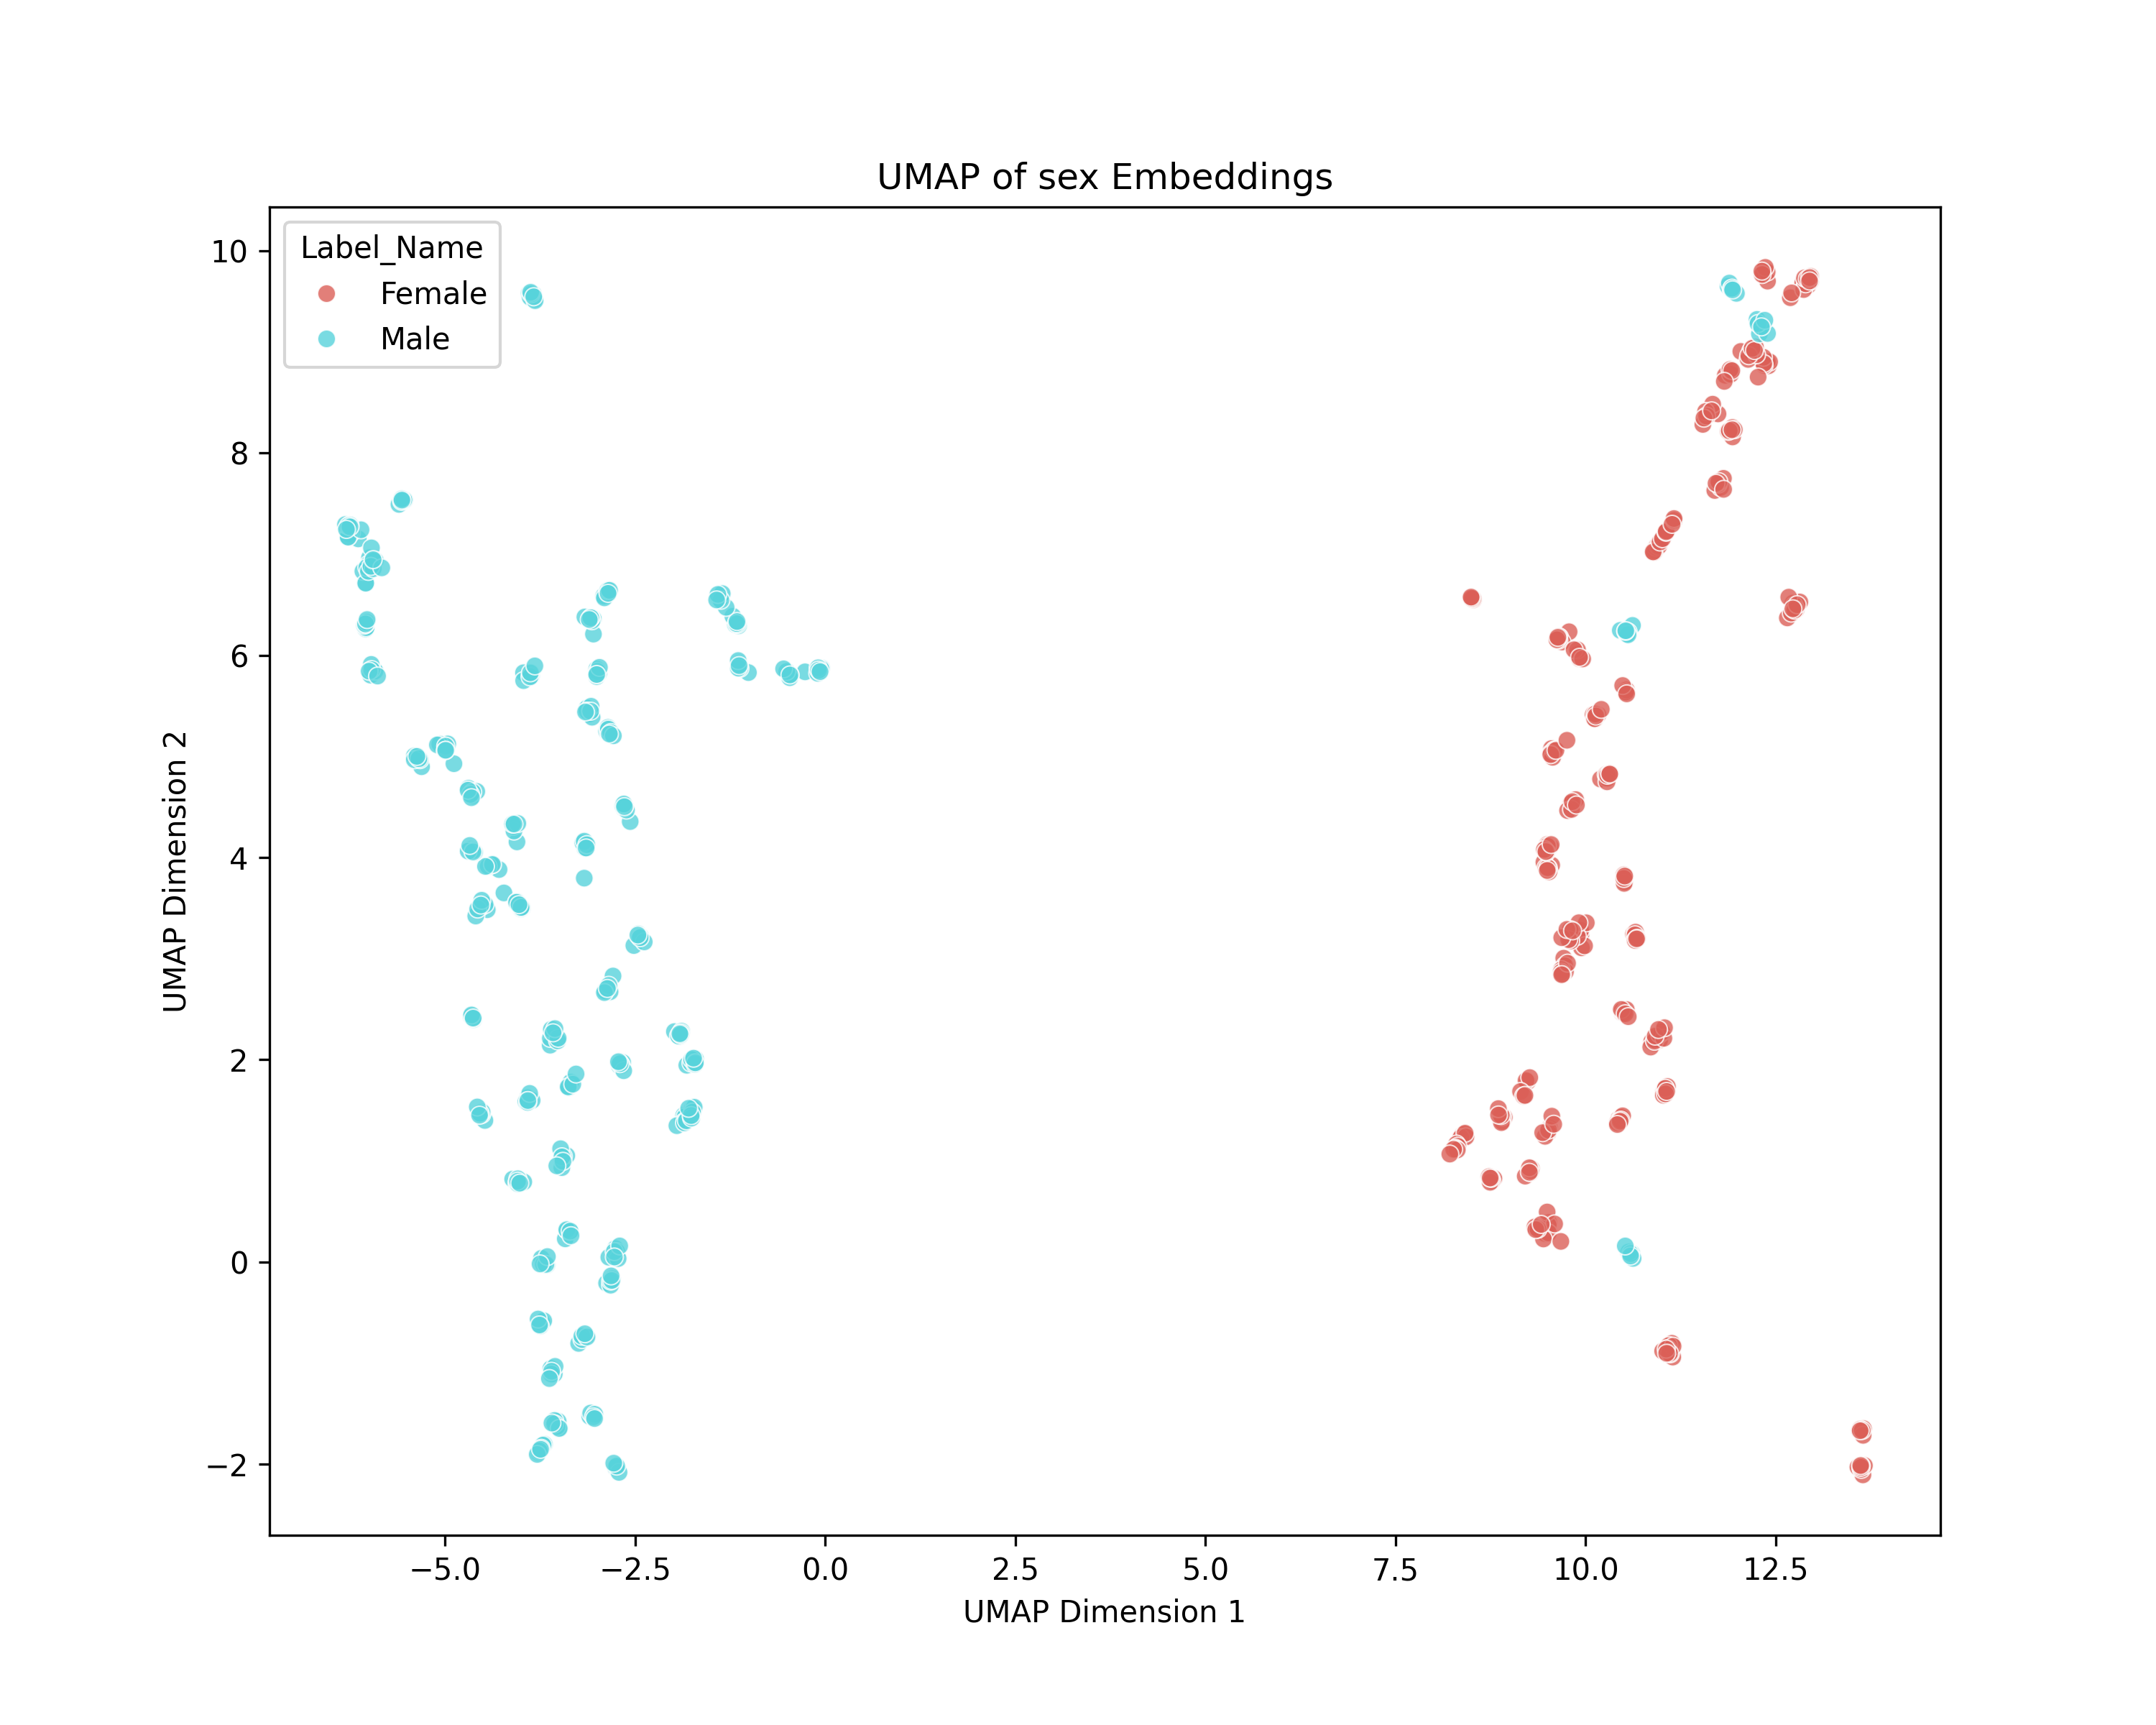 UMAP of sex Embeddings
Label_Name
Female
Male
10
8
6
4
2
0
−2
UMAP Dimension 2
−5.0 −2.5 0.0 2.5 5.0 7.5 10.0 12.5
UMAP Dimension 1